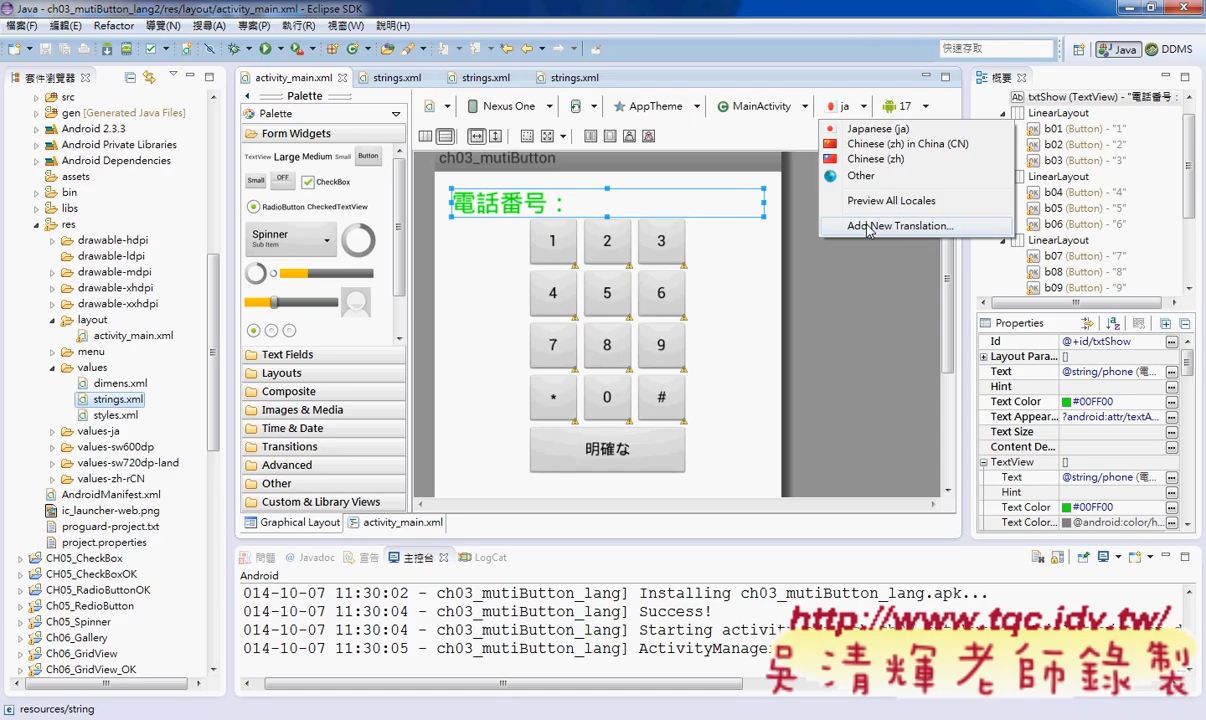 Java - ch03_mutiButton_lang2/res/layout/activity_main.xml - Eclipse SDK
檔案(F) 編輯(E) Refactor 導覽(N) 搜尋(A) 專案(P) 執行(R) 視窗(W) 說明(H)
快速存取 Java DDMS
套件瀏覽器
src
gen [Generated Java Files]
Android 2.3.3
Android Private Libraries
Android Dependencies
assets
bin
libs
res
drawable-hdpi
drawable-ldpi
drawable-mdpi
drawable-xhdpi
drawable-xxhdpi
layout
activity_main.xml
menu
values
dimens.xml
strings.xml
styles.xml
values-ja
values-sw600dp
values-sw720dp-land
values-zh-rCN
AndroidManifest.xml
ic_launcher-web.png
proguard-project.txt
project.properties
CH05_CheckBox
CH05_CheckBoxOK
CH05_RadioButtonOK
CH05_RedioButton
CH05_Spinner
Ch06_Gallery
CH06_GridView
Ch06_GridView_OK
activity_main.xml strings.xml strings.xml strings.xml
Palette
Palette
Form Widgets
TextView Large Medium Small Button
Small OFF CheckBox
RadioButton CheckedTextView
Spinner
Sub Item
Text Fields
Layouts
Composite
Images & Media
Time & Date
Transitions
Advanced
Other
Custom & Library Views
Graphical Layout activity_main.xml
Nexus One AppTheme MainActivity ja 17
Japanese (ja)
Chinese (zh) in China (CN)
Chinese (zh)
Other
Preview All Locales
Add New Translation...
ch03_mutiButton
電話番号：
1 2 3
4 5 6
7 8 9
* 0 #
明確な
概要
txtShow (TextView) - "電話番号：
LinearLayout
b01 (Button) - "1"
b02 (Button) - "2"
b03 (Button) - "3"
LinearLayout
b04 (Button) - "4"
b05 (Button) - "5"
b06 (Button) - "6"
LinearLayout
b07 (Button) - "7"
b08 (Button) - "8"
b09 (Button) - "9"
Properties
Id @+id/txtShow
Layout Para... []
Text @string/phone (電...
Hint
Text Color #00FF00
Text Appear... ?android:attr/textA...
Text Size
Content De...
TextView []
Text @string/phone (電...
Hint
Text Color #00FF00
Text Color... @android:color/h...
問題 Javadoc 宣告 主控台 LogCat
Android
014-10-07 11:30:02 - ch03_mutiButton_lang] Installing ch03_mutiButton_lang.apk...
014-10-07 11:30:04 - ch03_mutiButton_lang] Success!
014-10-07 11:30:04 - ch03_mutiButton_lang] Starting activi
014-10-07 11:30:05 - ch03_mutiButton_lang] ActivityManage
http://www.tqc.idv.tw/
吳清輝老師錄製
resources/string